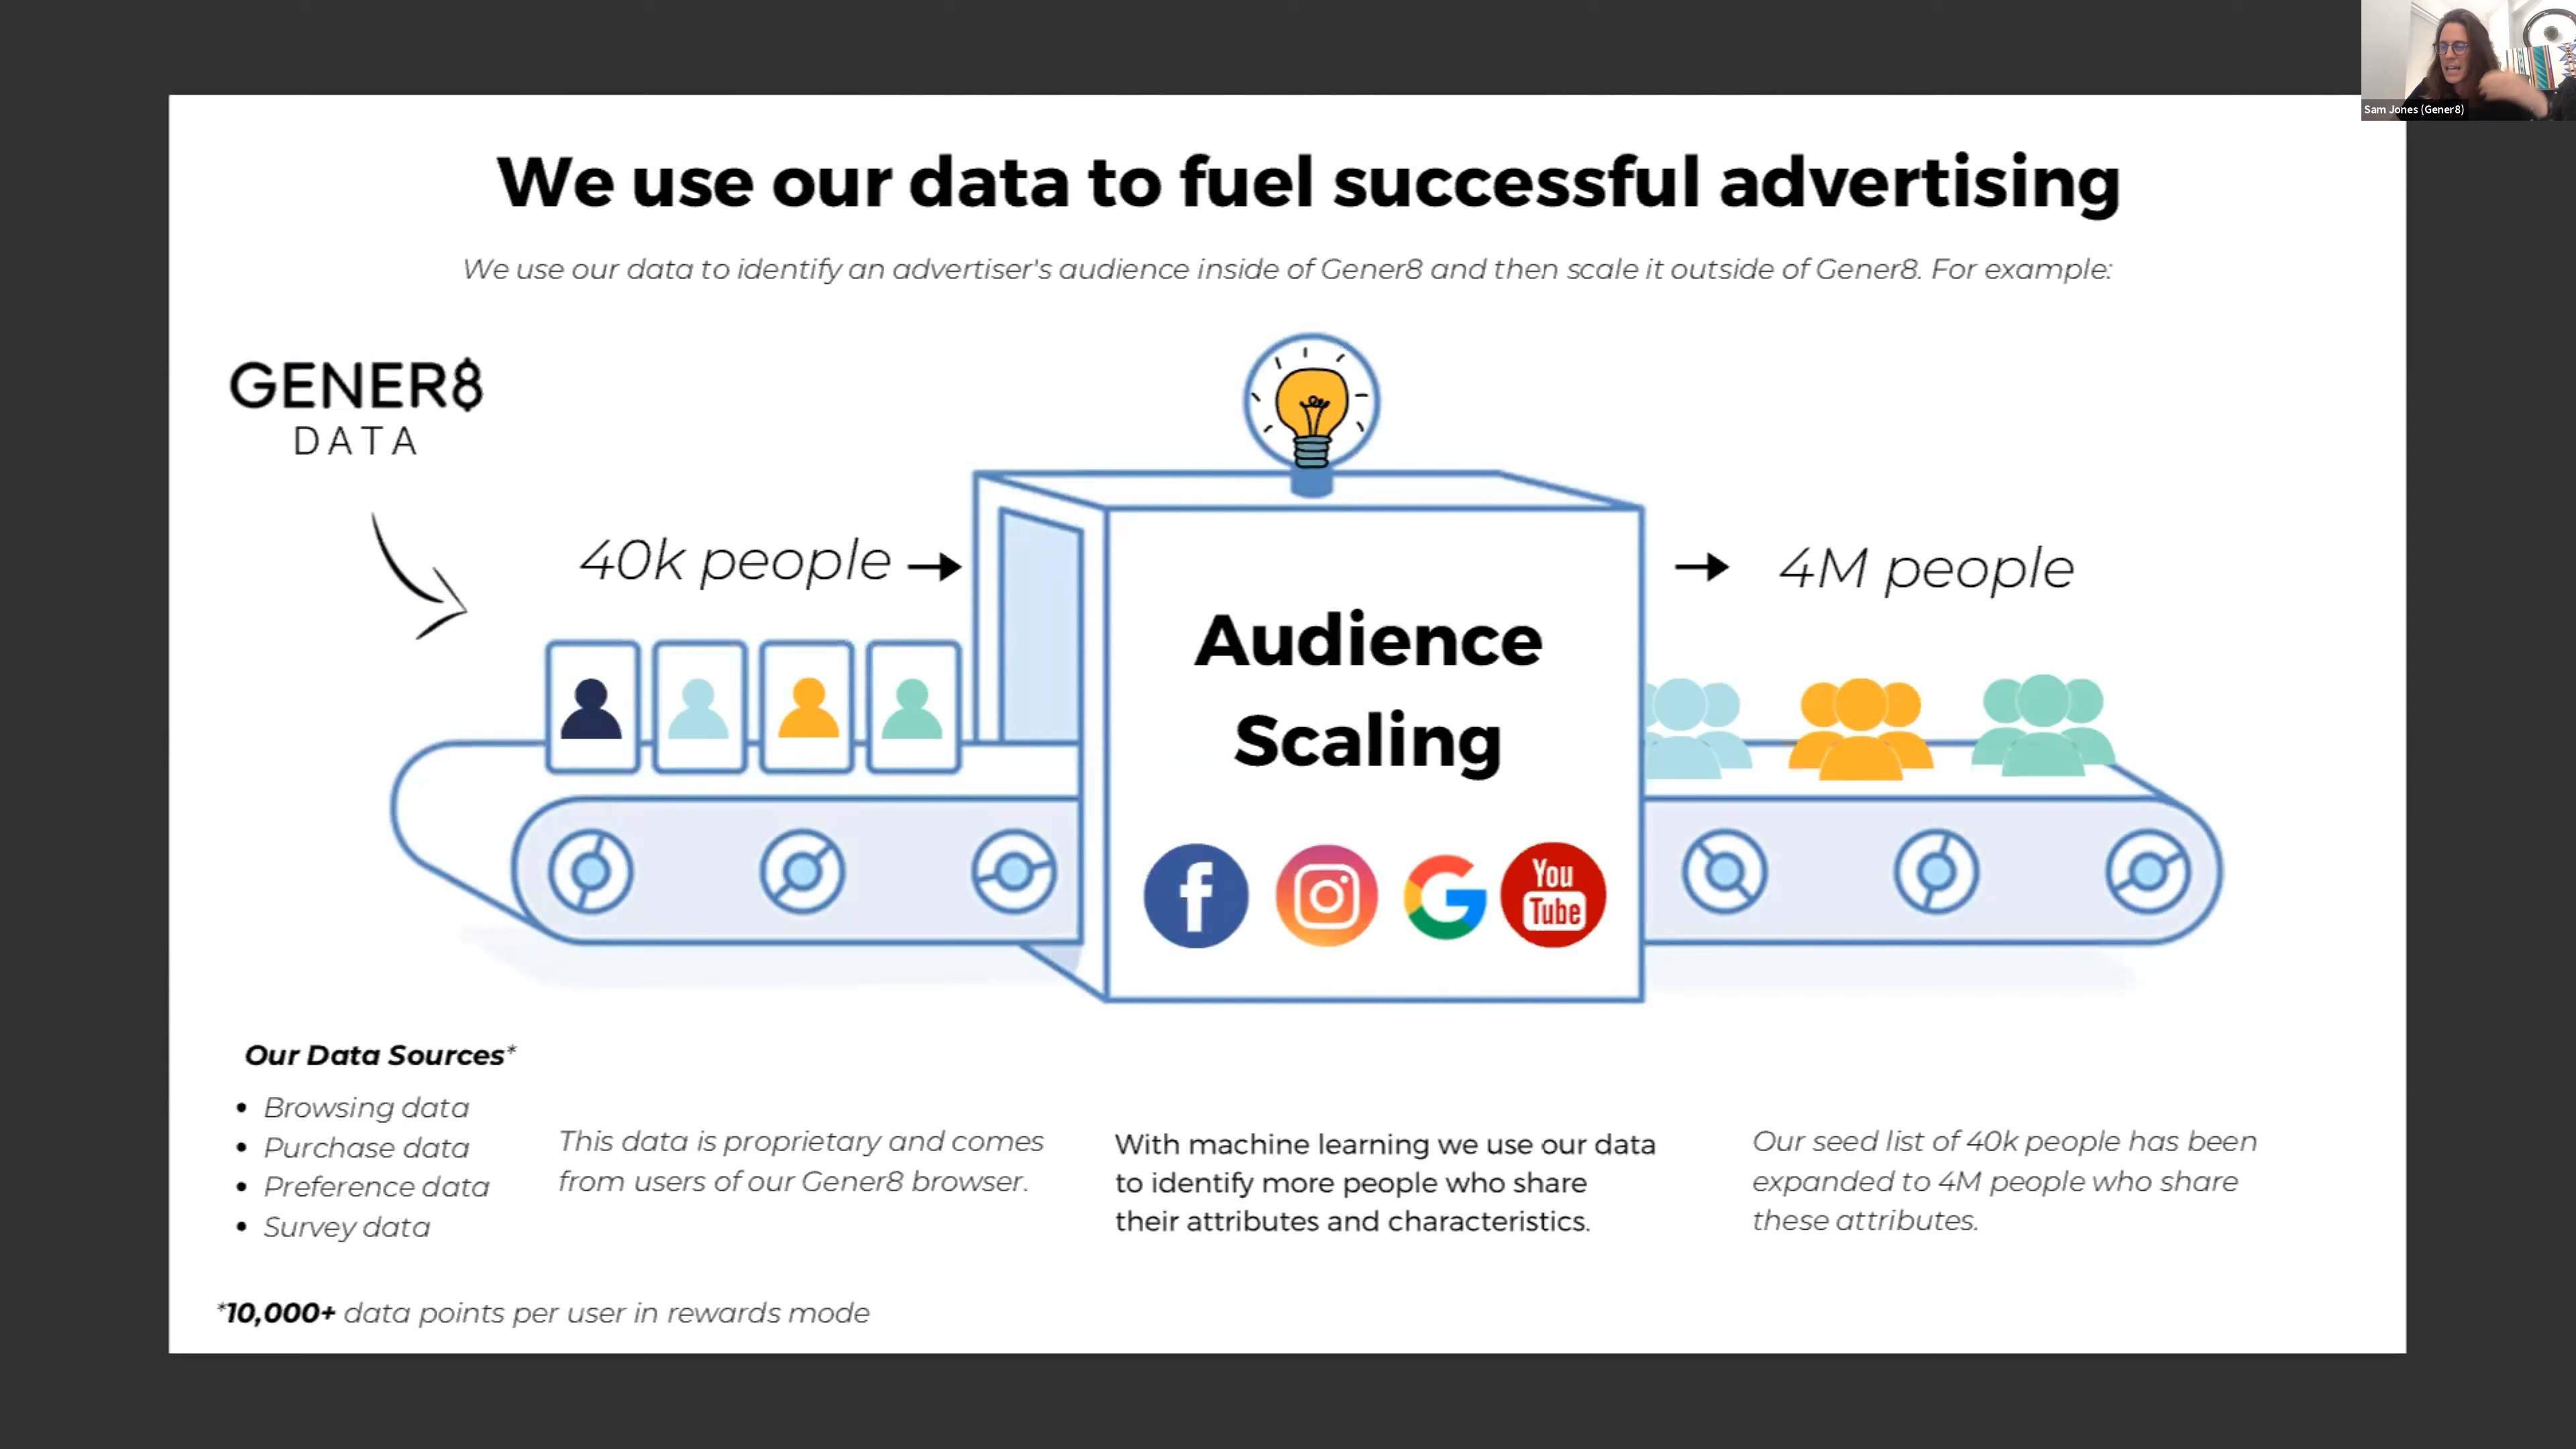 Sam Jones (Gener8)
We use our data to fuel successful advertising
We use our data to identify an advertiser's audience inside of Gener8 and then scale it outside of Gener8. For example:
GENER8
DATA
40k people
4M people
Audience
Scaling
f
G
You
Tube
Our Data Sources*
• Browsing data
• Purchase data
• Preference data
• Survey data
This data is proprietary and comes
from users of our Gener8 browser.
With machine learning we use our data
to identify more people who share
their attributes and characteristics.
Our seed list of 40k people has been
expanded to 4M people who share
these attributes.
*10,000+ data points per user in rewards mode